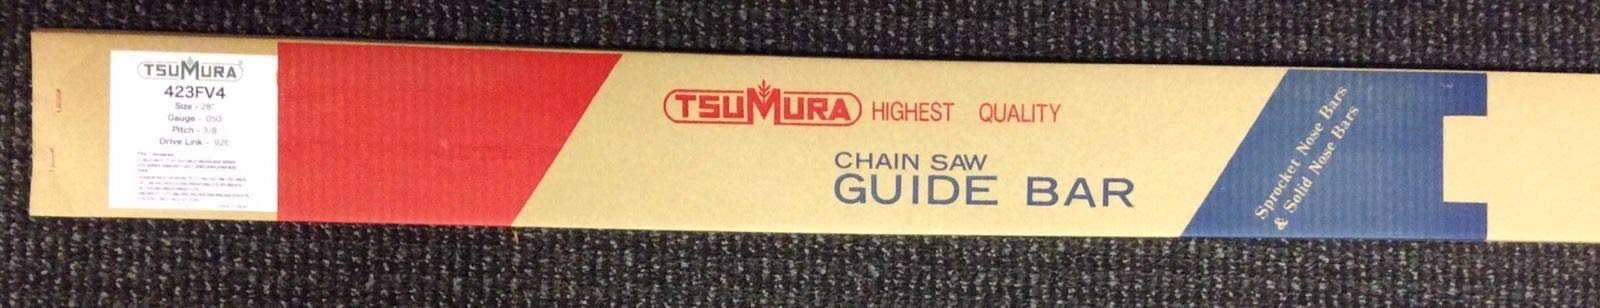 TSUMURA
423FV4
Size - 28"
Gauge - .050
Pitch - 3/8
Drive Link - 92E
TSUMURA HIGHEST QUALITY
CHAIN SAW
GUIDE BAR
Sprocket Nose Bars
& Solid Nose Bars